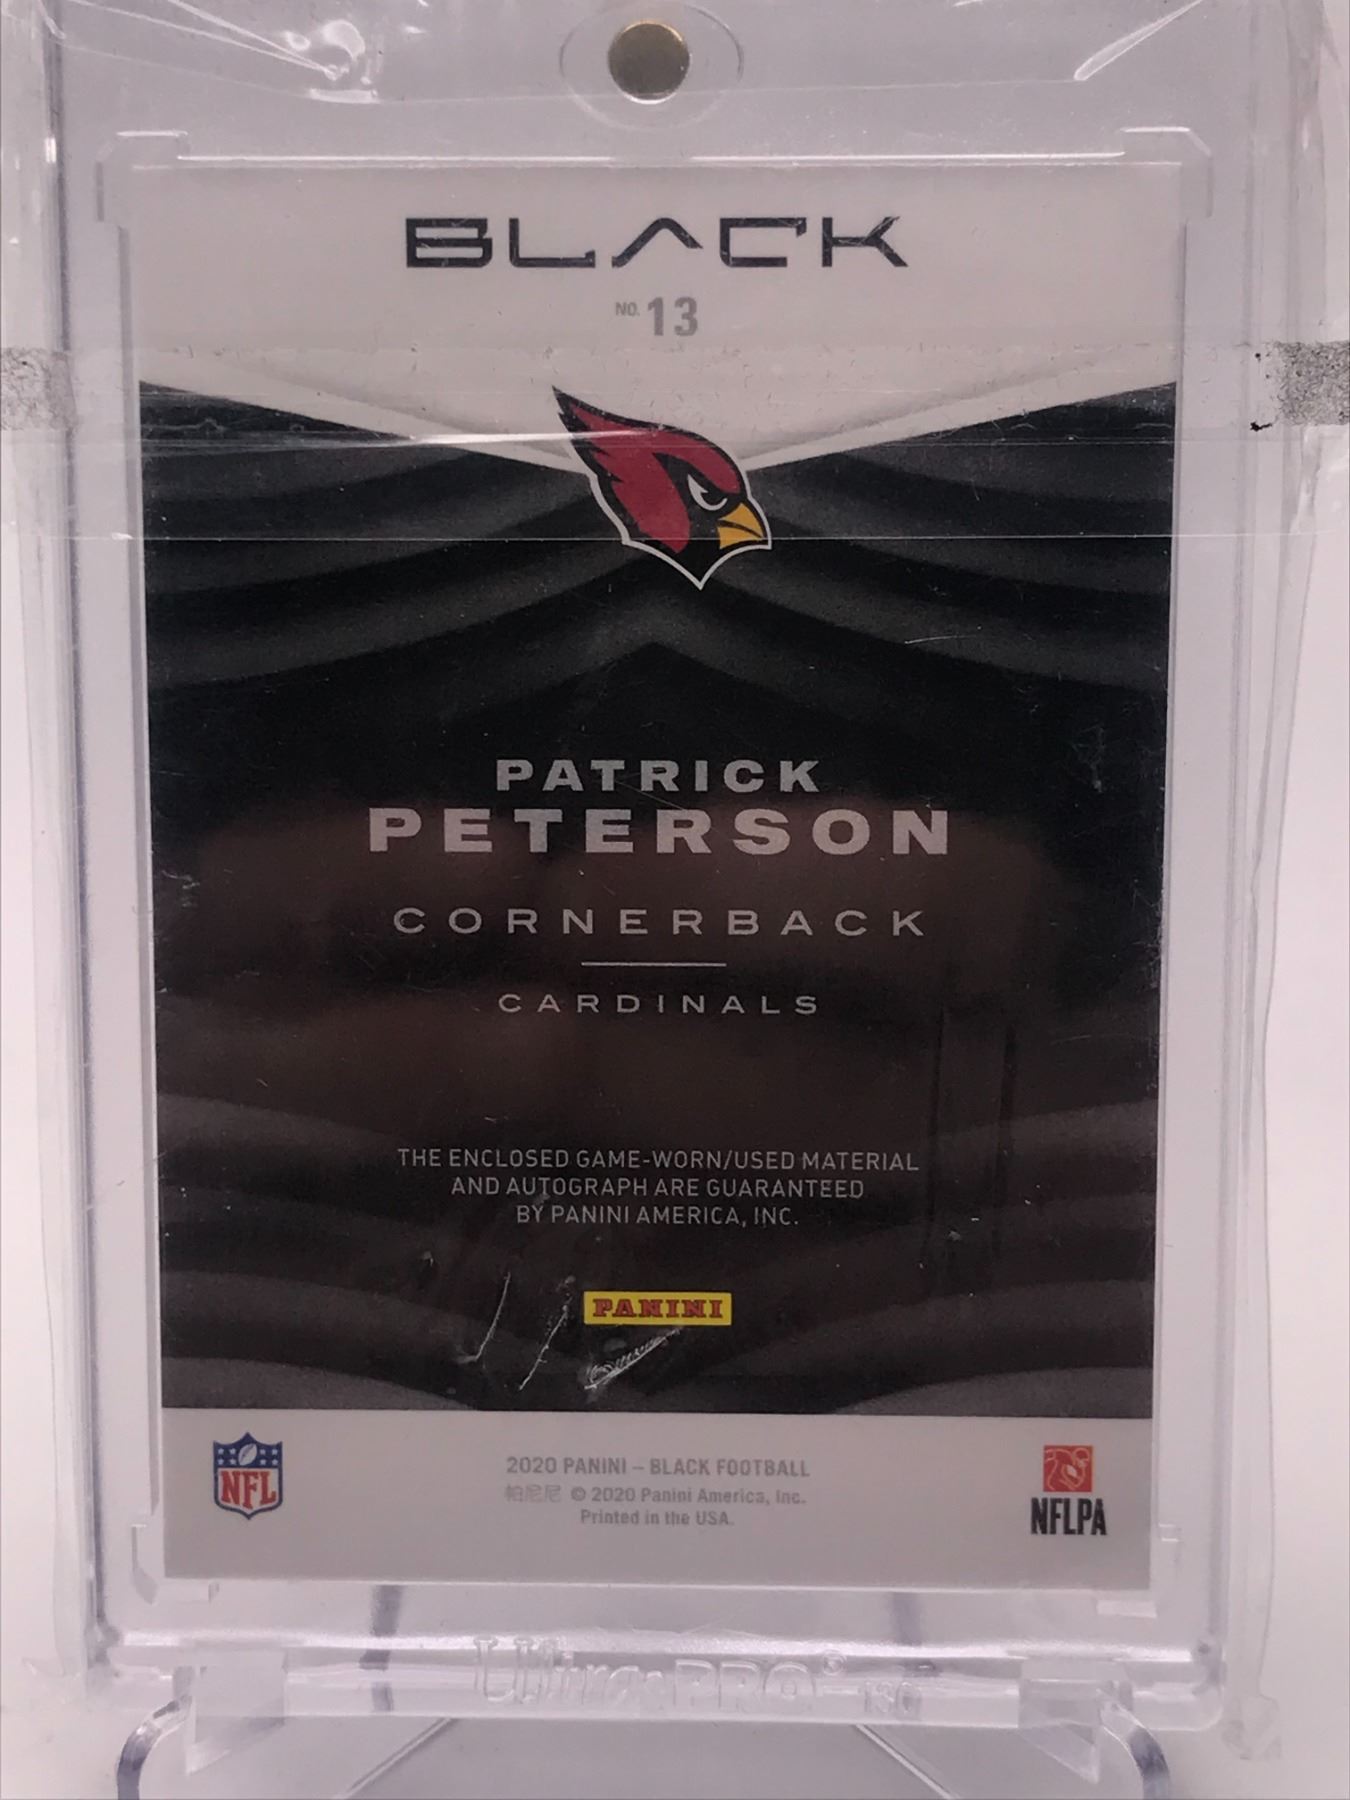 BLACK
NO. 13
PATRICK
PETERSON
CORNERBACK
CARDINALS
THE ENCLOSED GAME-WORN/USED MATERIAL
AND AUTOGRAPH ARE GUARANTEED
BY PANINI AMERICA, INC.
PANINI
NFL
2020 PANINI – BLACK FOOTBALL
帕尼尼 © 2020 Panini America, Inc.
Printed in the USA.
NFLPA
Ultra PRO®